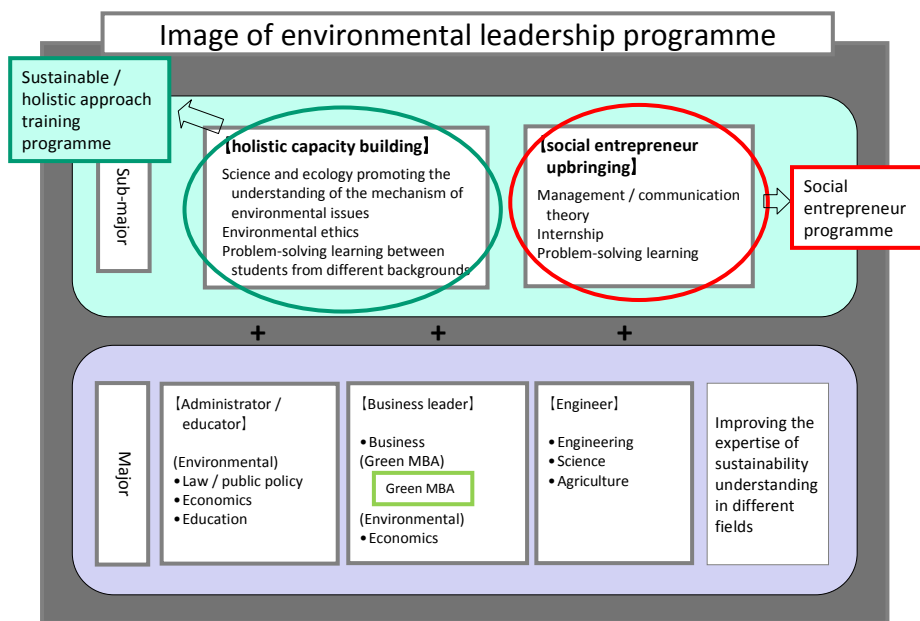 Image of environmental leadership programme
Sustainable /
holistic approach
training
programme
Sub-major
【holistic capacity building】
Science and ecology promoting the
understanding of the mechanism of
environmental issues
Environmental ethics
Problem-solving learning between
students from different backgrounds
【social entrepreneur
upbringing】
Management / communication
theory
Internship
Problem-solving learning
Social
entrepreneur
programme
+ + +
Major
【Administrator /
educator】
(Environmental)
•Law / public policy
•Economics
•Education
【Business leader】
•Business
(Green MBA)
Green MBA
(Environmental)
•Economics
【Engineer】
•Engineering
•Science
•Agriculture
Improving the
expertise of
sustainability
understanding
in different
fields